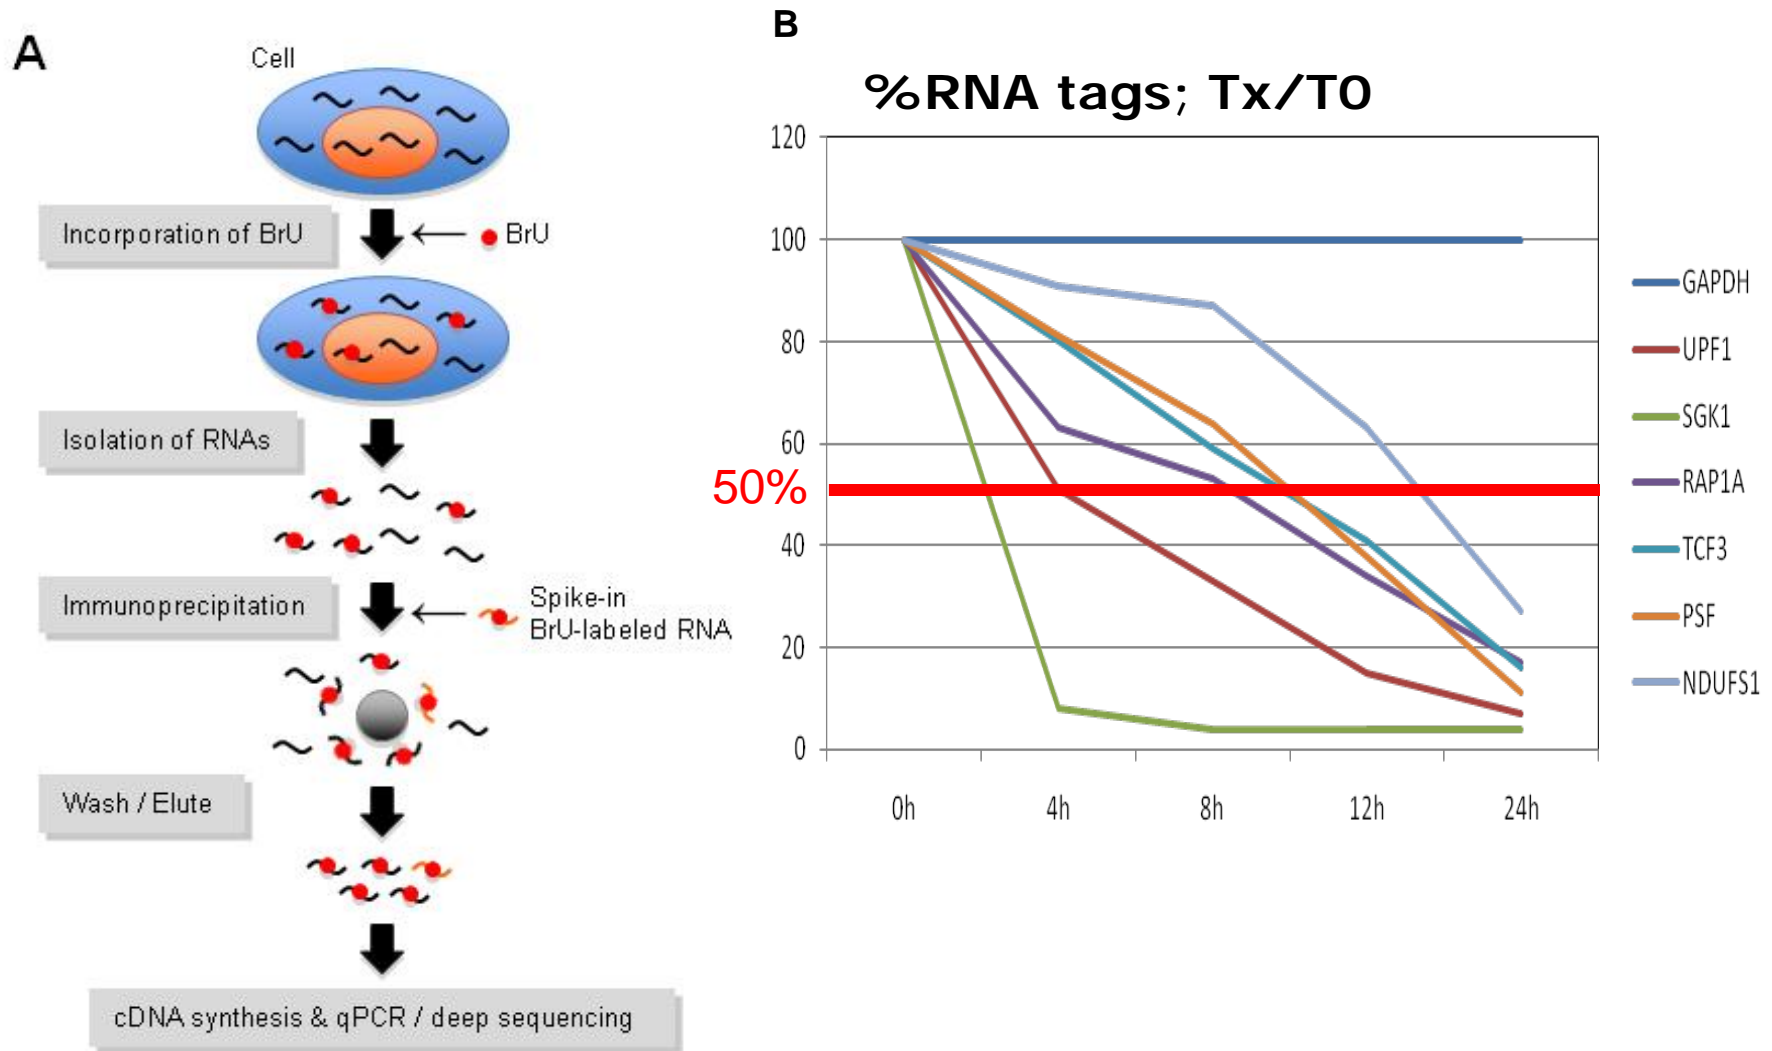 A
Cell
Incorporation of BrU
BrU
Isolation of RNAs
Immunoprecipitation
Spike-in
BrU-labeled RNA
Wash / Elute
cDNA synthesis & qPCR / deep sequencing
B
%RNA tags; Tx/T0
120
100
80
60
50%
40
20
0
0h 4h 8h 12h 24h
GAPDH
UPF1
SGK1
RAP1A
TCF3
PSF
NDUFS1